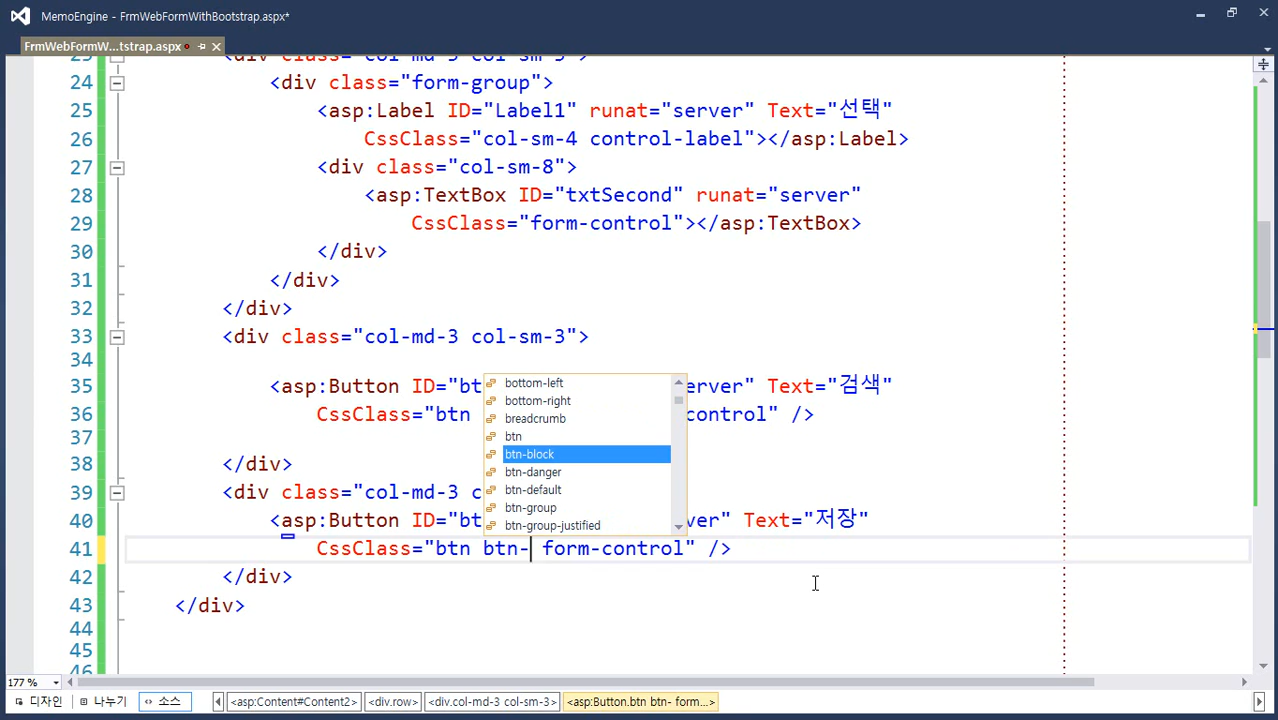 MemoEngine - FrmWebFormWithBootstrap.aspx*
FrmWebFormW...tstrap.aspx
24 <div class="form-group">
25 <asp:Label ID="Label1" runat="server" Text="선택"
26 CssClass="col-sm-4 control-label"></asp:Label>
27 <div class="col-sm-8">
28 <asp:TextBox ID="txtSecond" runat="server"
29 CssClass="form-control"></asp:TextBox>
30 </div>
31 </div>
32 </div>
33 <div class="col-md-3 col-sm-3">
34
35 <asp:Button ID="bt erver" Text="검색"
36 CssClass="btn control" />
37
38 </div>
39 <div class="col-md-3 c
40 <asp:Button ID="bt ver" Text="저장"
41 CssClass="btn btn- form-control" />
42 </div>
43 </div>
44
45
46
bottom-left
bottom-right
breadcrumb
btn
btn-block
btn-danger
btn-default
btn-group
btn-group-justified
177 %
디자인 나누기 소스 <asp:Content#Content2> <div.row> <div.col-md-3 col-sm-3> <asp:Button.btn btn- form...>